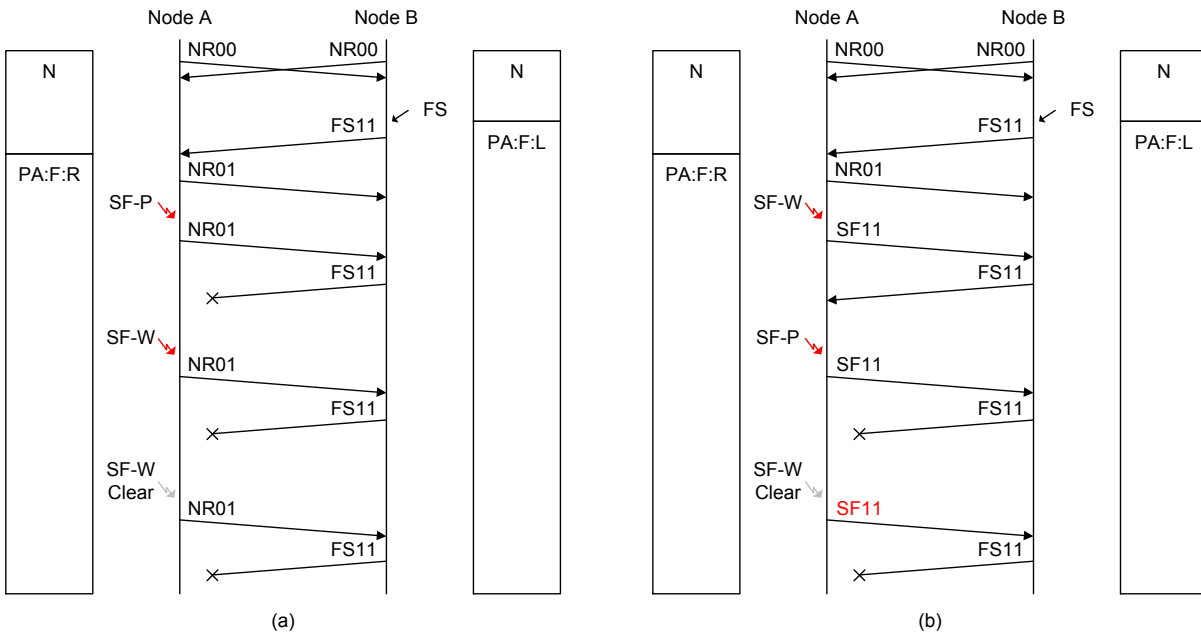 Node A
Node B
N
NR00
NR00
N
FS
FS11
PA:F:L
PA:F:R
NR01
SF-P
NR01
FS11
SF-W
NR01
FS11
SF-W
Clear
NR01
FS11
(a)
Node A
Node B
N
NR00
NR00
N
FS
FS11
PA:F:L
PA:F:R
NR01
SF-W
SF11
FS11
SF-P
SF11
FS11
SF-W
Clear
SF11
FS11
(b)